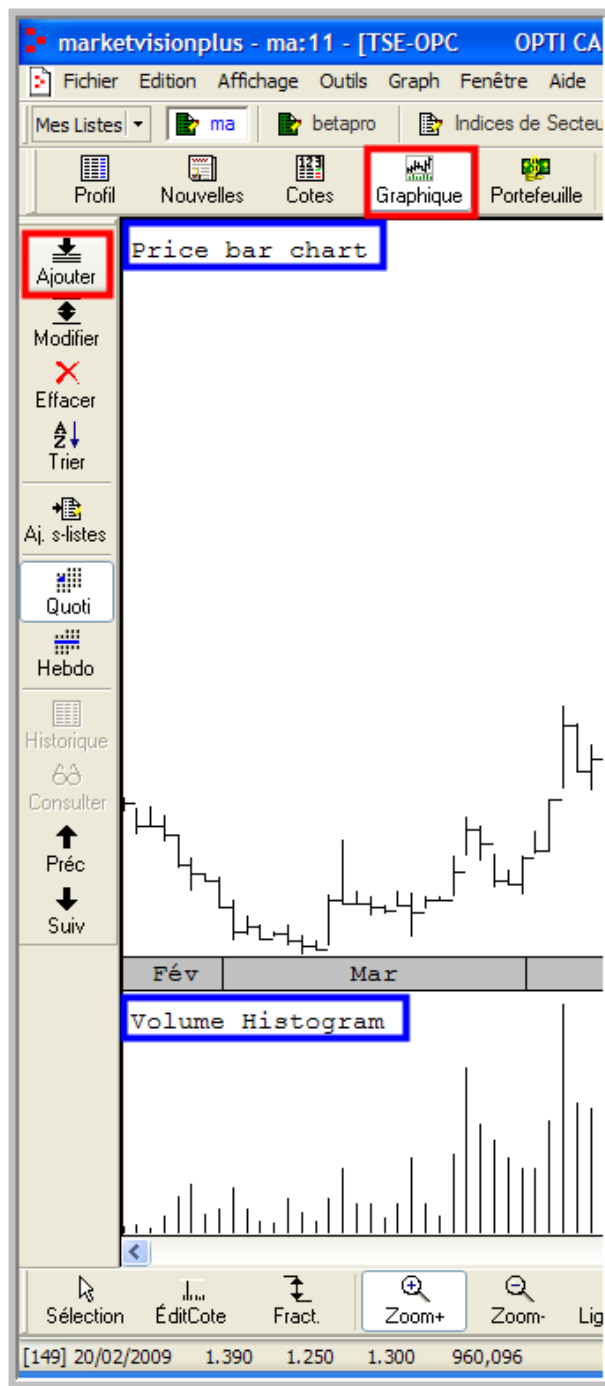 marketvisionplus - ma:11 - [TSE-OPC OPTI CA
Fichier Edition Affichage Outils Graph Fenêtre Aide
Mes Listes ma betapro Indices de Secteu
Profil Nouvelles Cotes Graphique Portefeuille
Ajouter
Modifier
Effacer
Trier
Aj. s-listes
Quoti
Hebdo
Historique
Consulter
Préc
Suiv
Price bar chart
Fév Mar
Volume Histogram
Sélection ÉditCote Fract. Zoom+ Zoom- Lig
[149] 20/02/2009 1.390 1.250 1.300 960,096